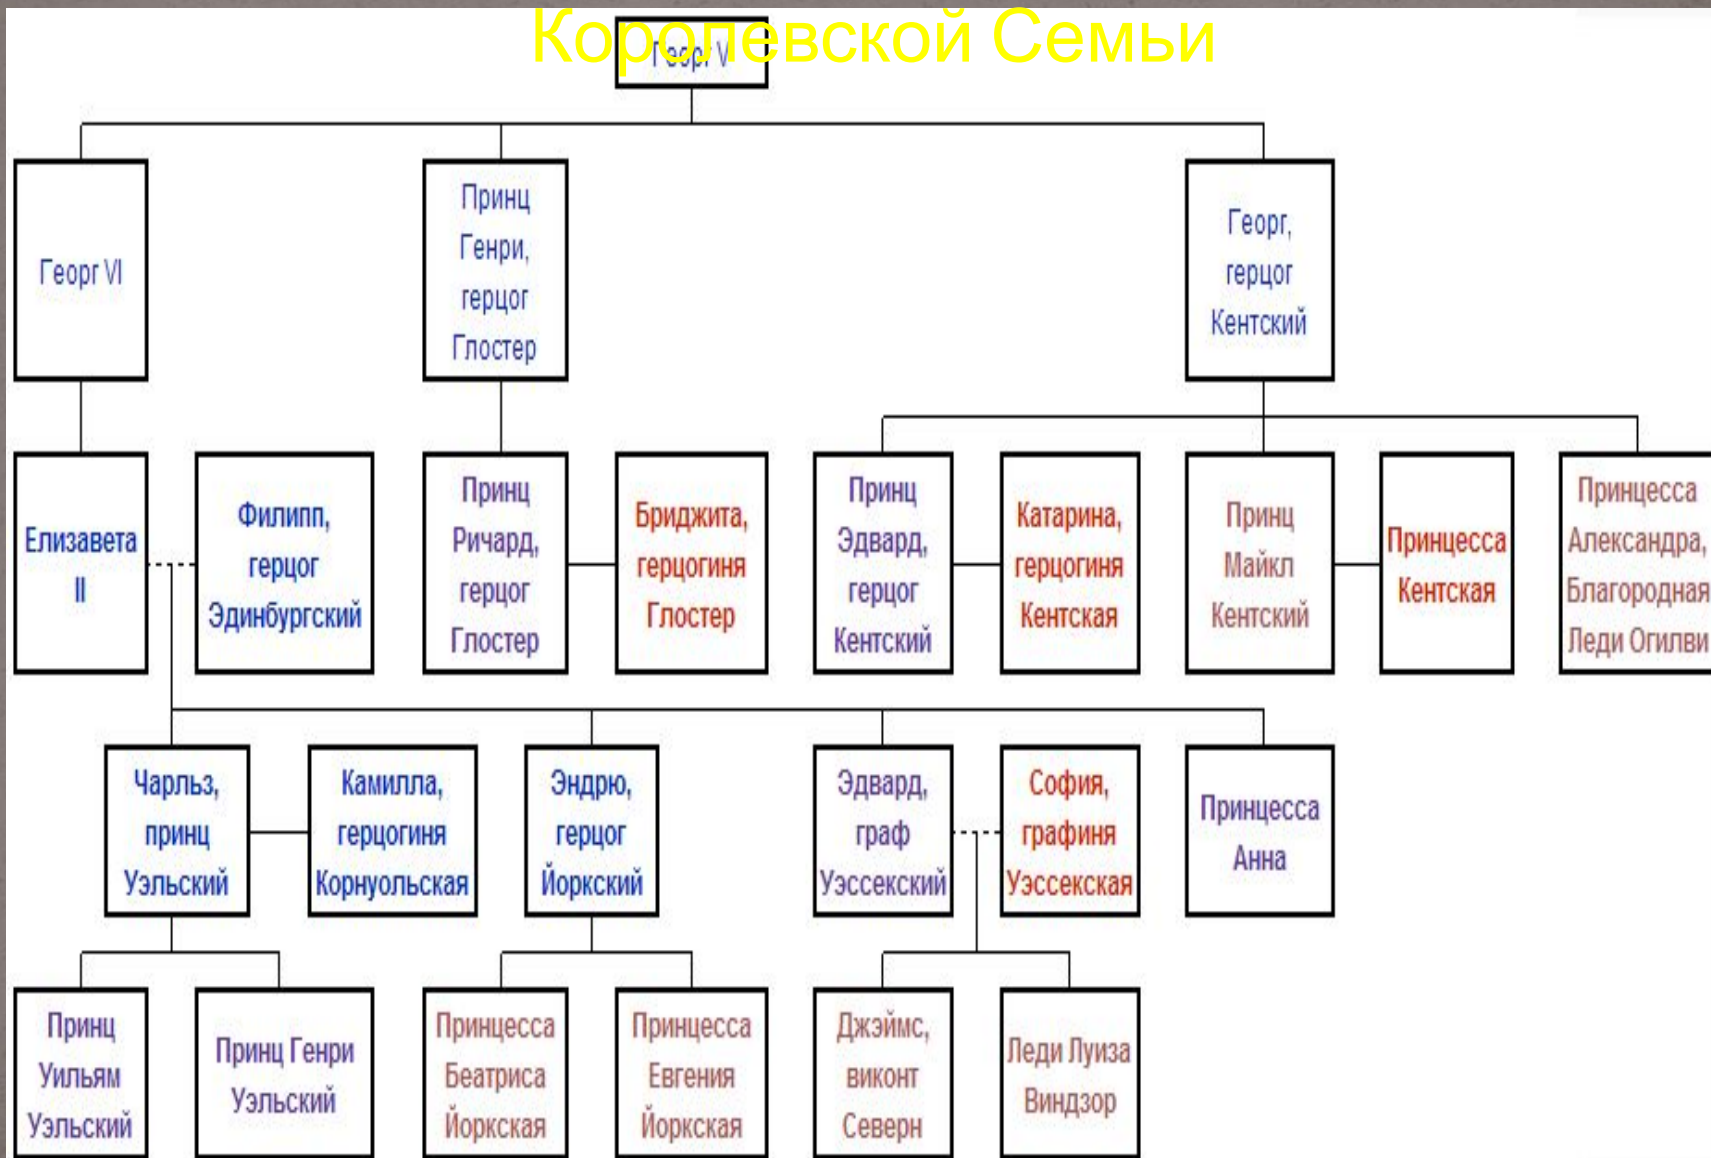 Королевской Семьи
Георг V
Георг VI
Принц
Генри,
герцог
Глостер
Георг,
герцог
Кентский
Елизавета
II
Филипп,
герцог
Эдинбургский
Принц
Ричард,
герцог
Глостер
Бриджита,
герцогиня
Глостер
Принц
Эдвард,
герцог
Кентский
Катарина,
герцогиня
Кентская
Принц
Майкл
Кентский
Принцесса
Кентская
Принцесса
Александра,
Благородная
Леди Огилви
Чарльз,
принц
Уэльский
Камилла,
герцогиня
Корнуольская
Эндрю,
герцог
Йоркский
Эдвард,
граф
Уэссекский
София,
графиня
Уэссекская
Принцесса
Анна
Принц
Уильям
Уэльский
Принц Генри
Уэльский
Принцесса
Беатриса
Йоркская
Принцесса
Евгения
Йоркская
Джэймс,
виконт
Северн
Леди Луиза
Виндзор